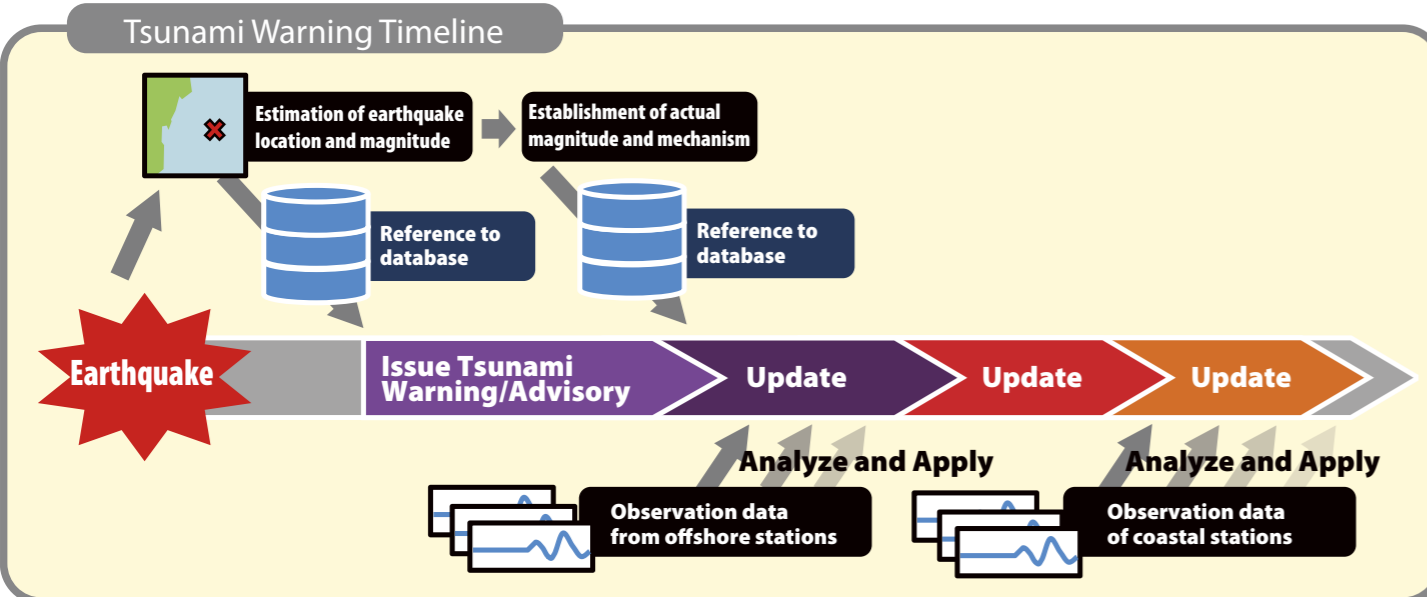 Tsunami Warning Timeline
Estimation of earthquake
location and magnitude
Establishment of actual
magnitude and mechanism
Reference to
database
Reference to
database
Earthquake
Issue Tsunami
Warning/Advisory
Update
Update
Update
Analyze and Apply
Analyze and Apply
Observation data
from offshore stations
Observation data
of coastal stations